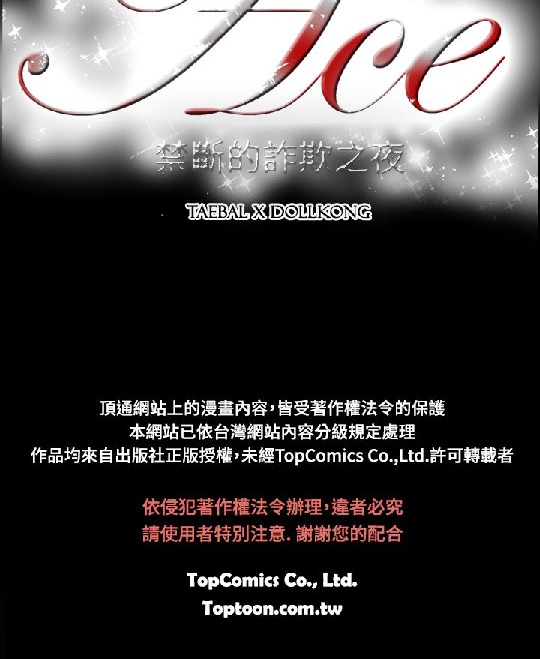 Ace
禁斷的詐欺之夜
TAEBAL X DOLLKONG
頂通網站上的漫畫內容,皆受著作權法令的保護
本網站已依台灣網站內容分級規定處理
作品均來自出版社正版授權,未經TopComics Co.,Ltd.許可轉載者
依侵犯著作權法令辦理,違者必究
請使用者特別注意. 謝謝您的配合
TopComics Co., Ltd.
Toptoon.com.tw